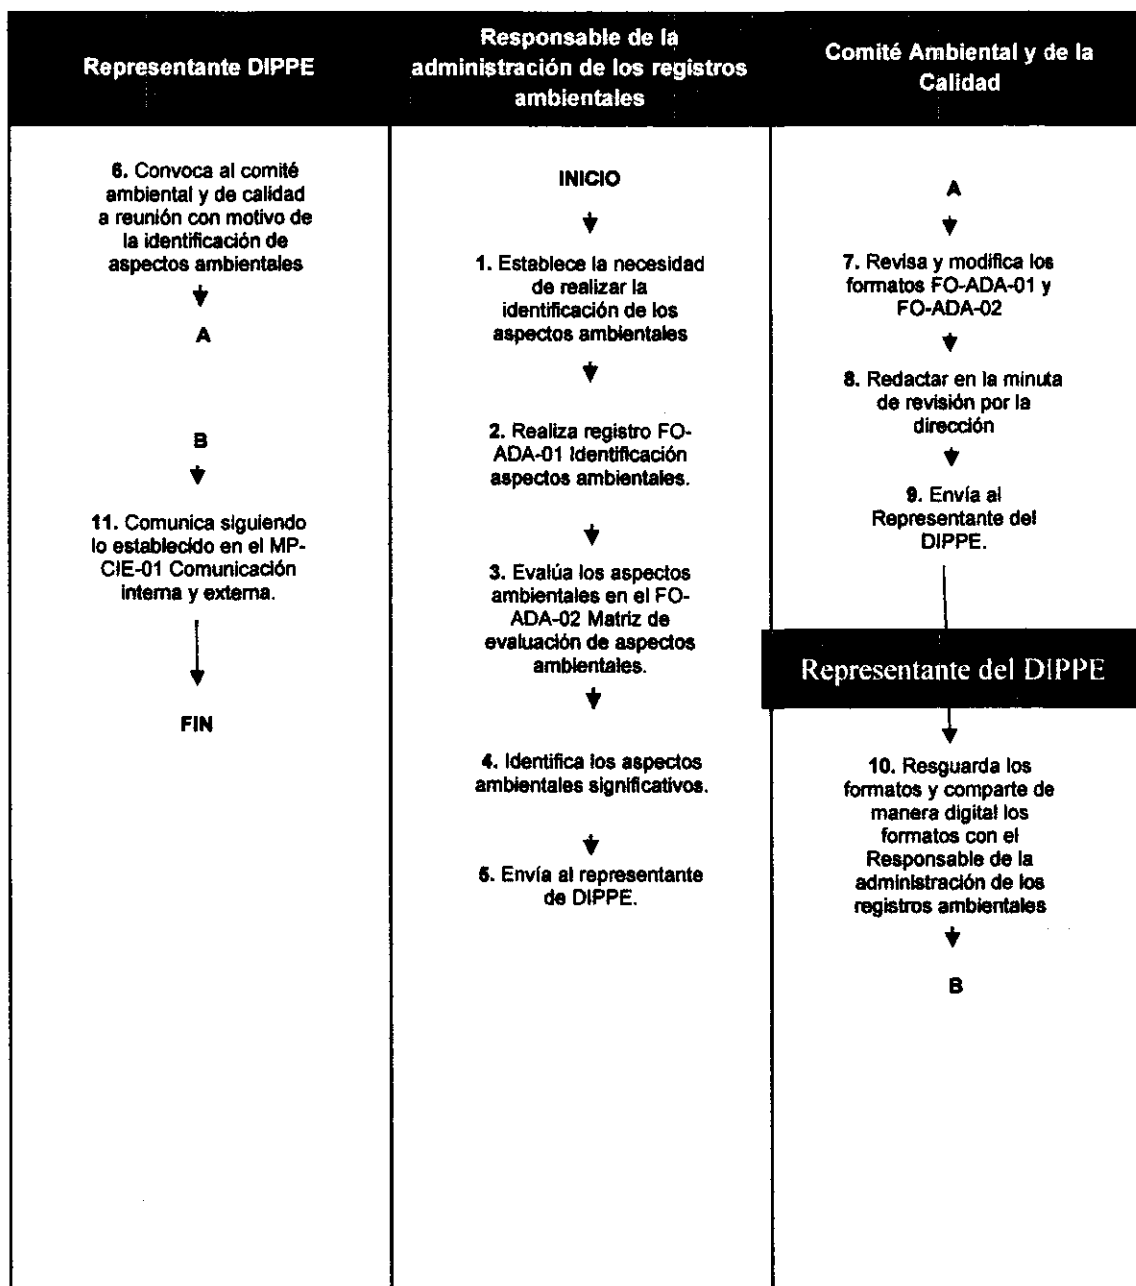 Representante DIPPE
Responsable de la
administración de los registros
ambientales
Comité Ambiental y de la
Calidad
6. Convoca al comité
ambiental y de calidad
a reunión con motivo de
la identificación de
aspectos ambientales
A
B
11. Comunica siguiendo
lo establecido en el MP-
CIE-01 Comunicación
interna y externa.
FIN
INICIO
1. Establece la necesidad
de realizar la
identificación de los
aspectos ambientales
2. Realiza registro FO-
ADA-01 Identificación
aspectos ambientales.
3. Evalúa los aspectos
ambientales en el FO-
ADA-02 Matriz de
evaluación de aspectos
ambientales.
4. Identifica los aspectos
ambientales significativos.
5. Envía al representante
de DIPPE.
A
7. Revisa y modifica los
formatos FO-ADA-01 y
FO-ADA-02
8. Redactar en la minuta
de revisión por la
dirección
9. Envía al
Representante del
DIPPE.
Representante del DIPPE
10. Resguarda los
formatos y comparte de
manera digital los
formatos con el
Responsable de la
administración de los
registros ambientales
B